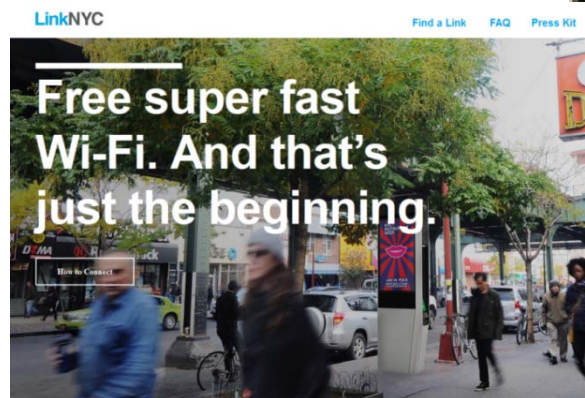 LinkNYC
Find a Link FAQ Press Kit
Free super fast
Wi-Fi. And that's
just the beginning.
How to Connect